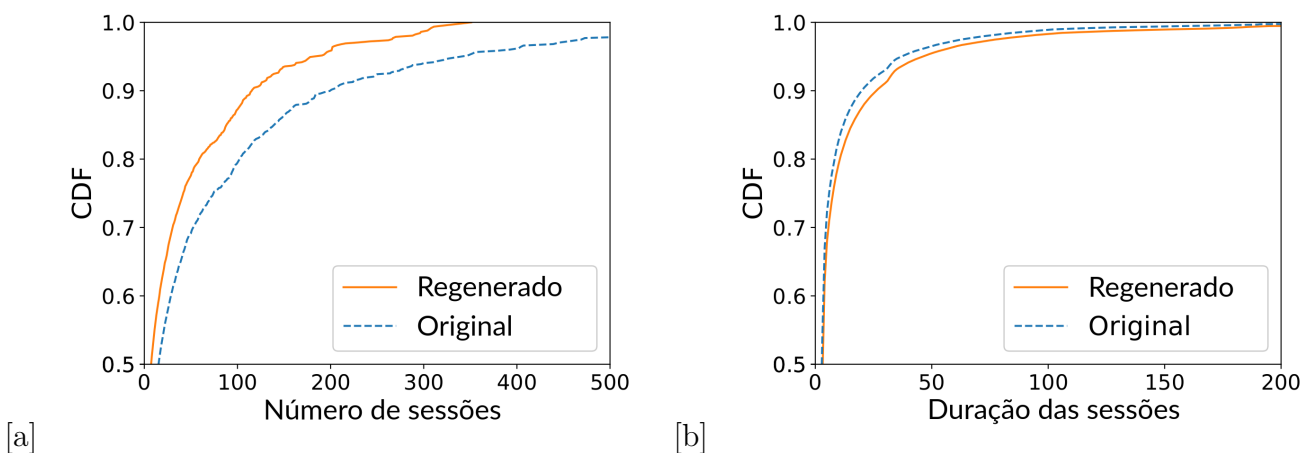 1.0
0.9
0.8
0.7
0.6
0.5
CDF
0 100 200 300 400 500
Número de sessões
Regenerado
Original
[a]
1.0
0.9
0.8
0.7
0.6
0.5
CDF
0 50 100 150 200
Duração das sessões
Regenerado
Original
[b]